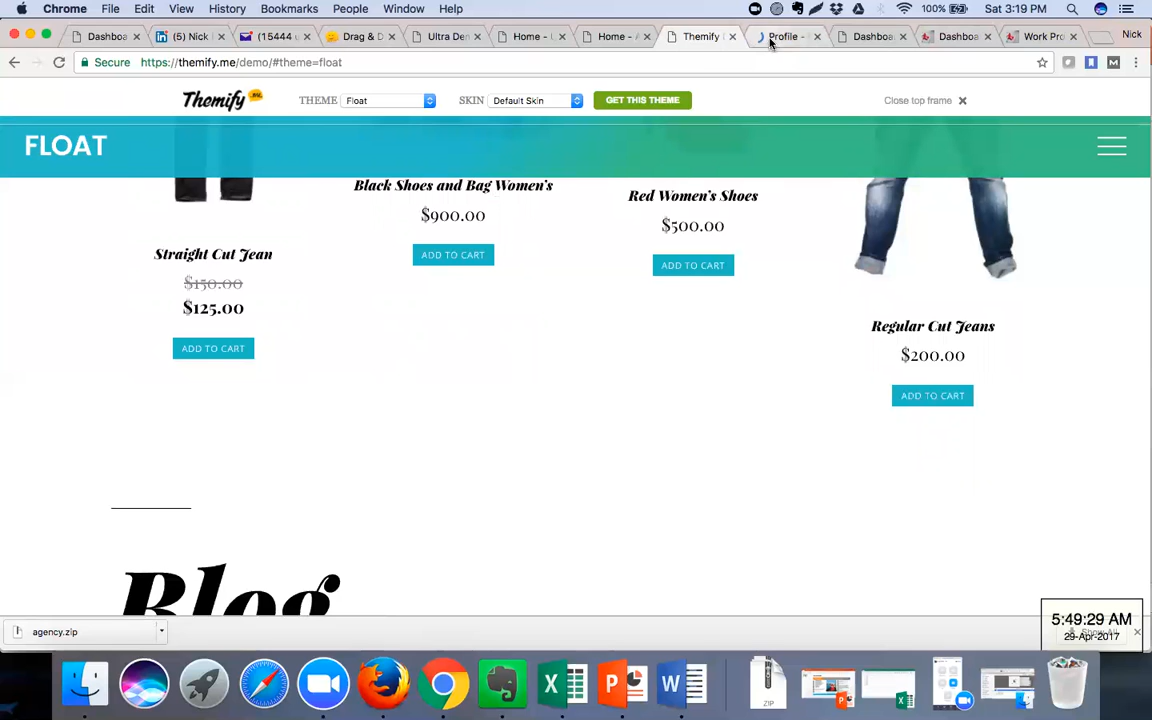 Chrome File Edit View History Bookmarks People Window Help 100% Sat 3:19 PM
Dashboa (5) Nick (15444 u Drag & D Ultra Den Home - U Home - A Themify Profile - Dashboa Dashboa Work Pro Nick
Secure https://themify.me/demo/#theme=float
Themify me THEME Float SKIN Default Skin GET THIS THEME Close top frame
FLOAT
Black Shoes and Bag Women's
$900.00
ADD TO CART
Red Women's Shoes
$500.00
ADD TO CART
Straight Cut Jean
$150.00
$125.00
ADD TO CART
Regular Cut Jeans
$200.00
ADD TO CART
Blog
agency.zip
Show All
5:49:29 AM
29-Apr-2017
ZIP